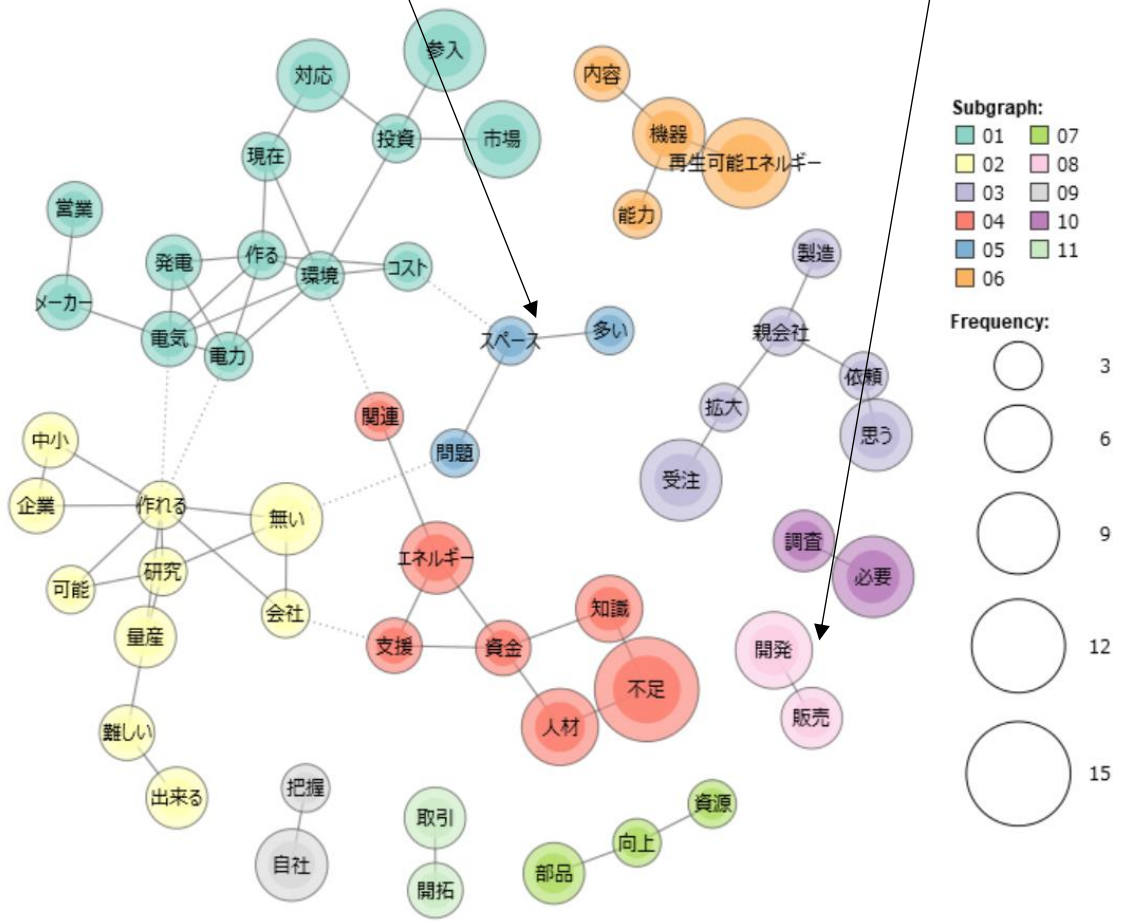 参入
対応
内容
市場
投資
機器
現在
再生可能エネルギー
営業
能力
作る
製造
発電
コスト
環境
メーカー
多い
親会社
電気
スペース
電力
依頼
拡大
関連
思う
中小
問題
受注
企業
作れる
無い
調査
エネルギー
研究
必要
可能
知識
会社
量産
支援
資金
開発
不足
販売
人材
難しい
把握
出来る
資源
取引
向上
自社
部品
開拓
Subgraph:
01 07
02 08
03 09
04 10
05 11
06
Frequency:
3
6
9
12
15